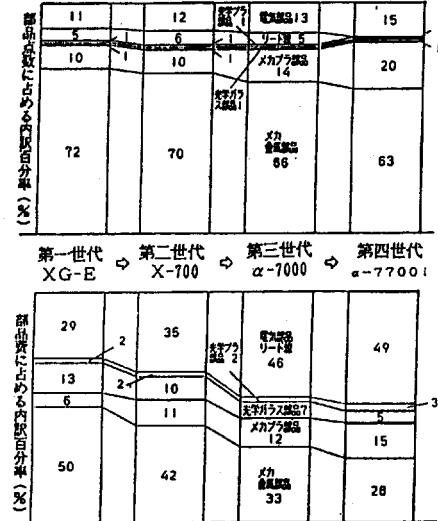 部品点数に占める内訳百分率(%)
11
12
光学プラ
部品 1
電気部品13
15
5
1
6
1
リード線 5
10
1
10
1
メカプラ部品
14
20
光学ガラ
ス部品1
72
70
メカ
金属部品
66
63
第一世代 ⇨ 第二世代 ⇨ 第三世代 ⇨ 第四世代
XG-E X-700 α-7000 α-7700i
部品費に占める内訳百分率(%)
29
35
電気部品
リード線
46
49
2
光学プラ
部品 2
13
2
10
光学ガラス部品7
5
3
6
11
メカプラ部品
12
15
50
42
メカ
金属部品
33
28